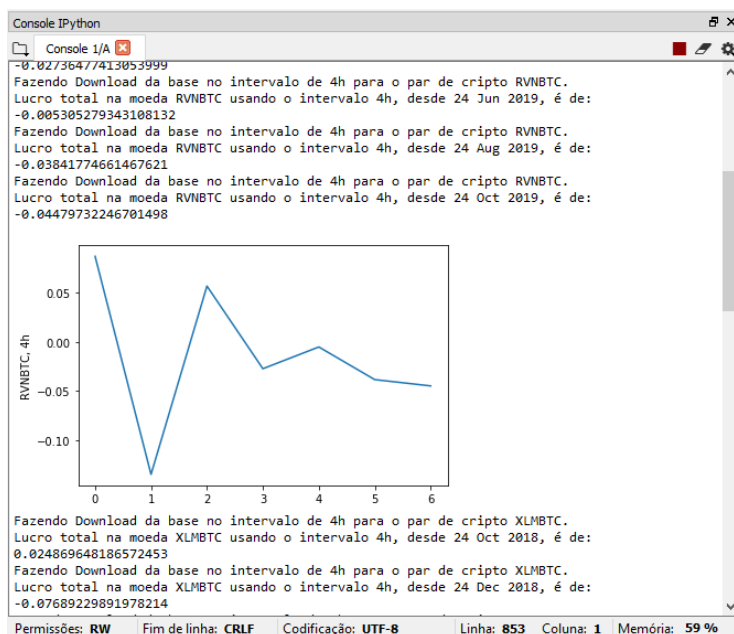 Console IPython
Console 1/A
-0.02736477413053999
Fazendo Download da base no intervalo de 4h para o par de cripto RVNBTC.
Lucro total na moeda RVNBTC usando o intervalo 4h, desde 24 Jun 2019, é de:
-0.005305279343108132
Fazendo Download da base no intervalo de 4h para o par de cripto RVNBTC.
Lucro total na moeda RVNBTC usando o intervalo 4h, desde 24 Aug 2019, é de:
-0.03841774661467621
Fazendo Download da base no intervalo de 4h para o par de cripto RVNBTC.
Lucro total na moeda RVNBTC usando o intervalo 4h, desde 24 Oct 2019, é de:
-0.04479732246701498
0.05
0.00
−0.05
−0.10
RVNBTC, 4h
0 1 2 3 4 5 6
Fazendo Download da base no intervalo de 4h para o par de cripto XLMBTC.
Lucro total na moeda XLMBTC usando o intervalo 4h, desde 24 Oct 2018, é de:
0.024869648186572453
Fazendo Download da base no intervalo de 4h para o par de cripto XLMBTC.
Lucro total na moeda XLMBTC usando o intervalo 4h, desde 24 Dec 2018, é de:
-0.07689229891978214
Permissões: RW Fim de linha: CRLF Codificação: UTF-8 Linha: 853 Coluna: 1 Memória: 59 %